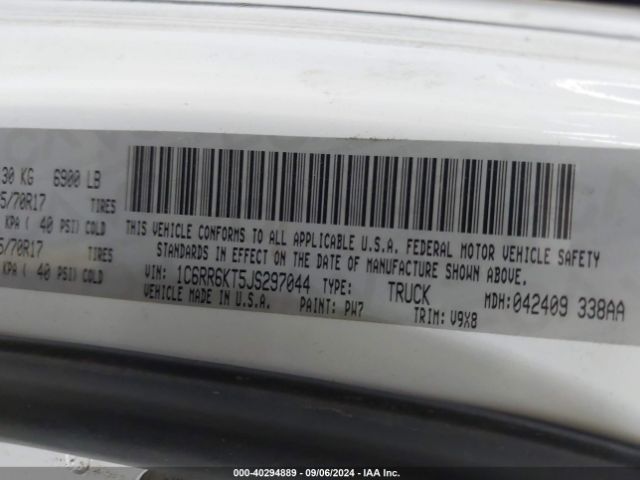 30 KG 6900 LB
5/70R17 TIRES
KPA ( 40 PSI) COLD
5/70R17 TIRES
KPA ( 40 PSI) COLD
THIS VEHICLE CONFORMS TO ALL APPLICABLE U.S.A. FEDERAL MOTOR VEHICLE SAFETY
STANDARDS IN EFFECT ON THE DATE OF MANUFACTURE SHOWN ABOVE.
VIN: 1C6RR6KT5JS297044 TYPE: TRUCK MDH:042409 338AA
VEHICLE MADE IN U.S.A. PAINT: PW7 TRIM: V9X8
000-40294889 - 09/06/2024 - IAA Inc.